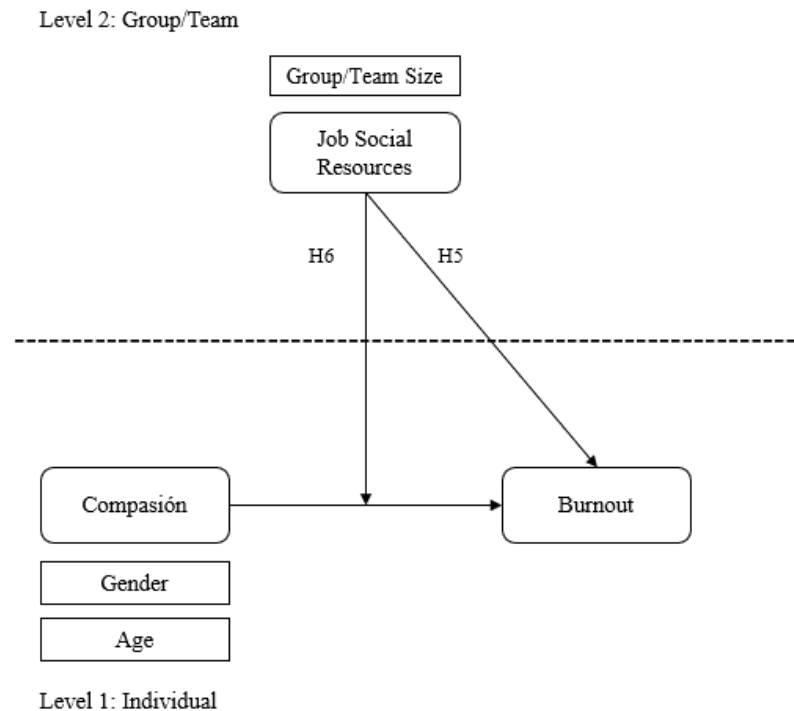 Level 2: Group/Team
Group/Team Size
Job Social
Resources
H6
H5
Compasión
Burnout
Gender
Age
Level 1: Individual